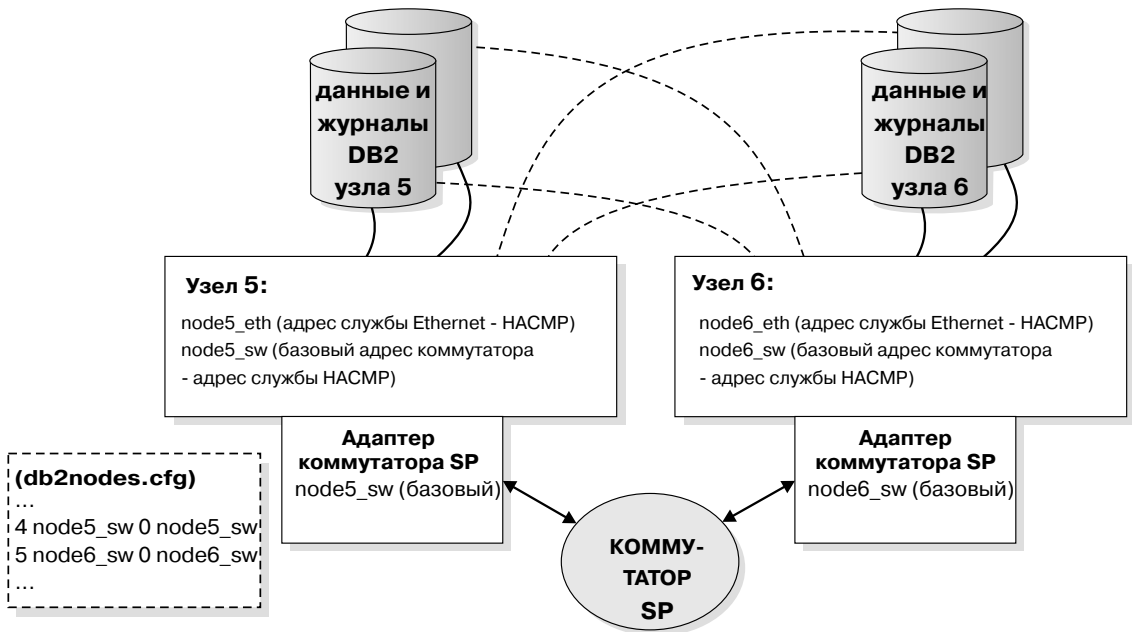 данные и
журналы
DB2
узла 5
данные и
журналы
DB2
узла 6
Узел 5:
node5_eth (адрес службы Ethernet - HACMP)
node5_sw (базовый адрес коммутатора
- адрес службы HACMP)
Узел 6:
node6_eth (адрес службы Ethernet - HACMP)
node6_sw (базовый адрес коммутатора
- адрес службы HACMP)
Адаптер
коммутатора SP
node5_sw (базовый)
Адаптер
коммутатора SP
node6_sw (базовый)
(db2nodes.cfg)
...
4 node5_sw 0 node5_sw
5 node6_sw 0 node6_sw
...
КОММУ-
ТАТОР
SP